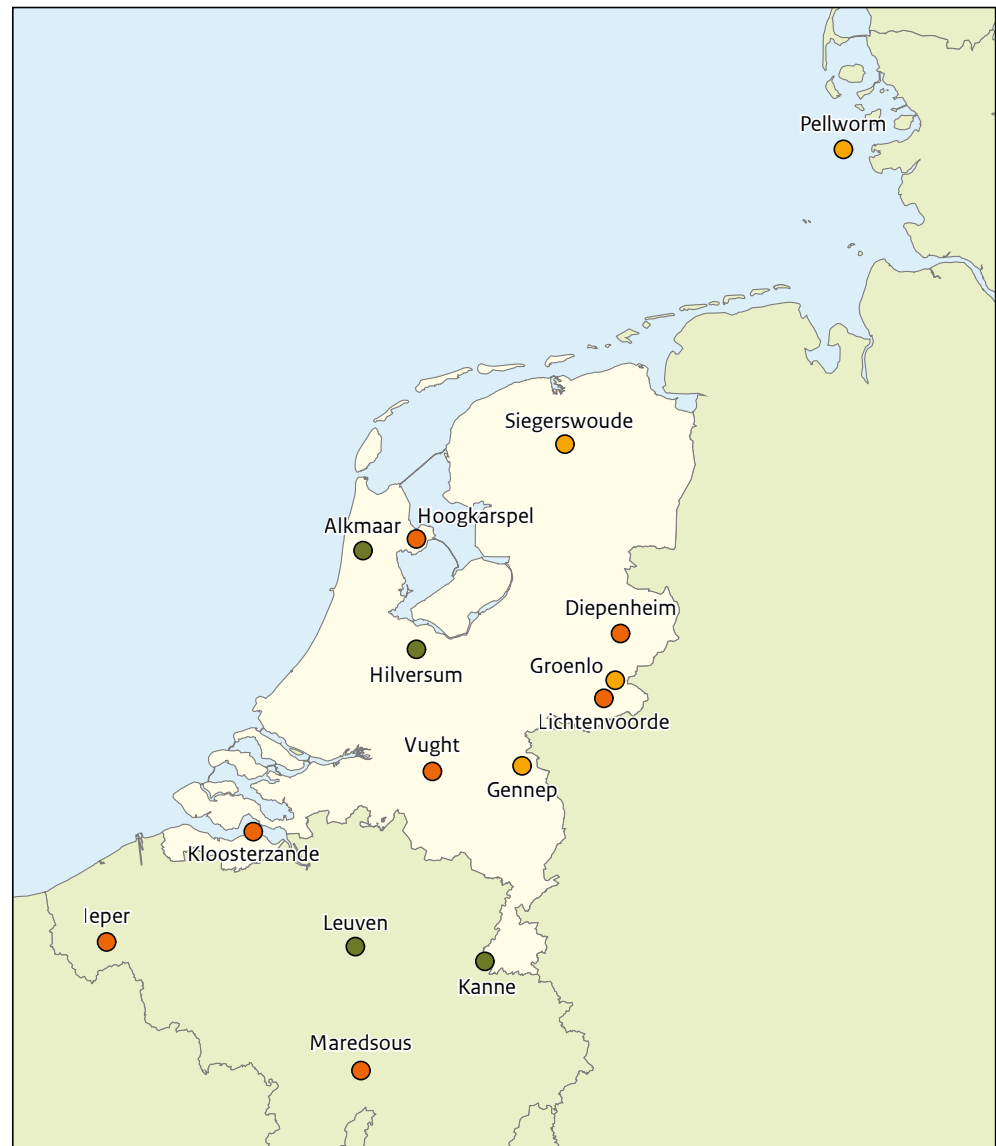 Pellworm
Siegerswoude
Hoogkarspel
Alkmaar
Diepenheim
Groenlo
Hilversum
Lichtenvoorde
Vught
Gennep
Kloosterzande
Ieper
Leuven
Kanne
Maredsous